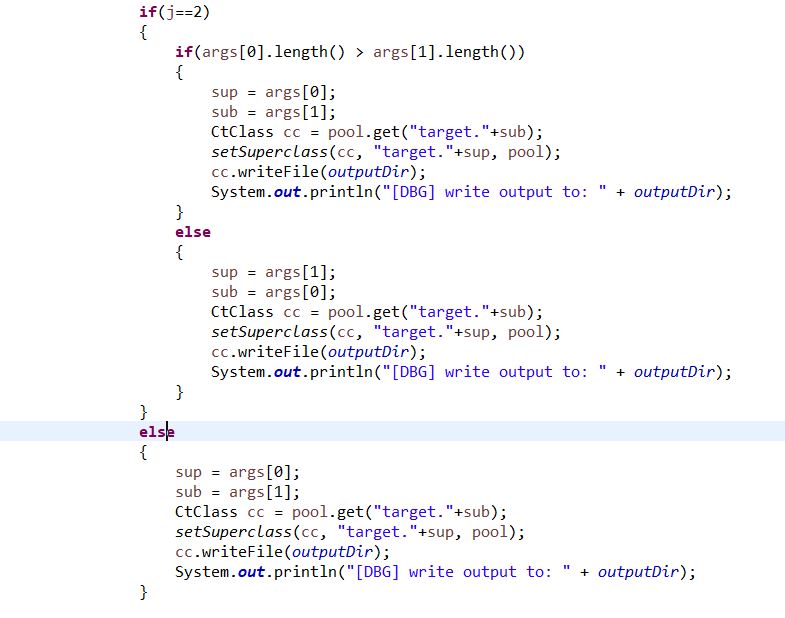 if(j==2)
{
if(args[0].length() > args[1].length())
{
sup = args[0];
sub = args[1];
CtClass cc = pool.get("target."+sub);
setSuperclass(cc, "target."+sup, pool);
cc.writeFile(outputDir);
System.out.println("[DBG] write output to: " + outputDir);
}
else
{
sup = args[1];
sub = args[0];
CtClass cc = pool.get("target."+sub);
setSuperclass(cc, "target."+sup, pool);
cc.writeFile(outputDir);
System.out.println("[DBG] write output to: " + outputDir);
}
}
else
{
sup = args[0];
sub = args[1];
CtClass cc = pool.get("target."+sub);
setSuperclass(cc, "target."+sup, pool);
cc.writeFile(outputDir);
System.out.println("[DBG] write output to: " + outputDir);
}